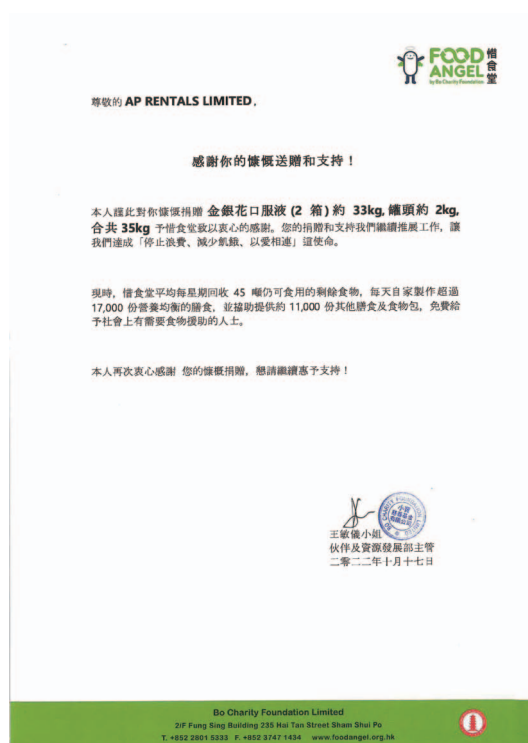 FOOD
ANGEL
by Bo Charity Foundation
惜食堂
尊敬的 AP RENTALS LIMITED,
感謝你的慷慨送贈和支持！
本人謹此對你慷慨捐贈 金銀花口服液 (2 箱) 約 33kg, 罐頭約 2kg,
合共 35kg 予惜食堂致以衷心的感謝。您的捐贈和支持我們繼續推展工作，讓
我們達成「停止浪費、減少飢餓、以愛相連」這使命。
現時，惜食堂平均每星期回收 45 噸仍可食用的剩餘食物，每天自家製作超過
17,000 份營養均衡的膳食，並協助提供約 11,000 份其他膳食及食物包，免費給
予社會上有需要食物援助的人士。
本人再次衷心感謝 您的慷慨捐贈，懇請繼續惠予支持！
王敏儀小姐
伙伴及資源發展部主管
二零二二年十月十七日
Bo Charity Foundation Limited
2/F Fung Sing Building 235 Hai Tan Street Sham Shui Po
T. +852 2801 5333 F. +852 3747 1434 www.foodangel.org.hk